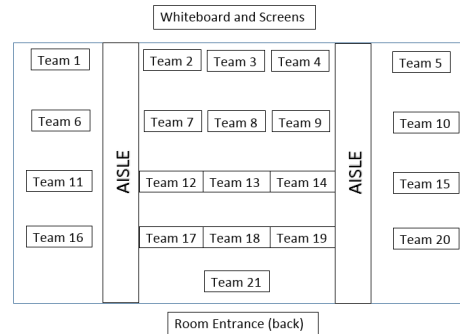 Whiteboard and Screens
Team 1
Team 2
Team 3
Team 4
Team 5
Team 6
Team 7
Team 8
Team 9
Team 10
AISLE
AISLE
Team 11
Team 12
Team 13
Team 14
Team 15
Team 16
Team 17
Team 18
Team 19
Team 20
Team 21
Room Entrance (back)